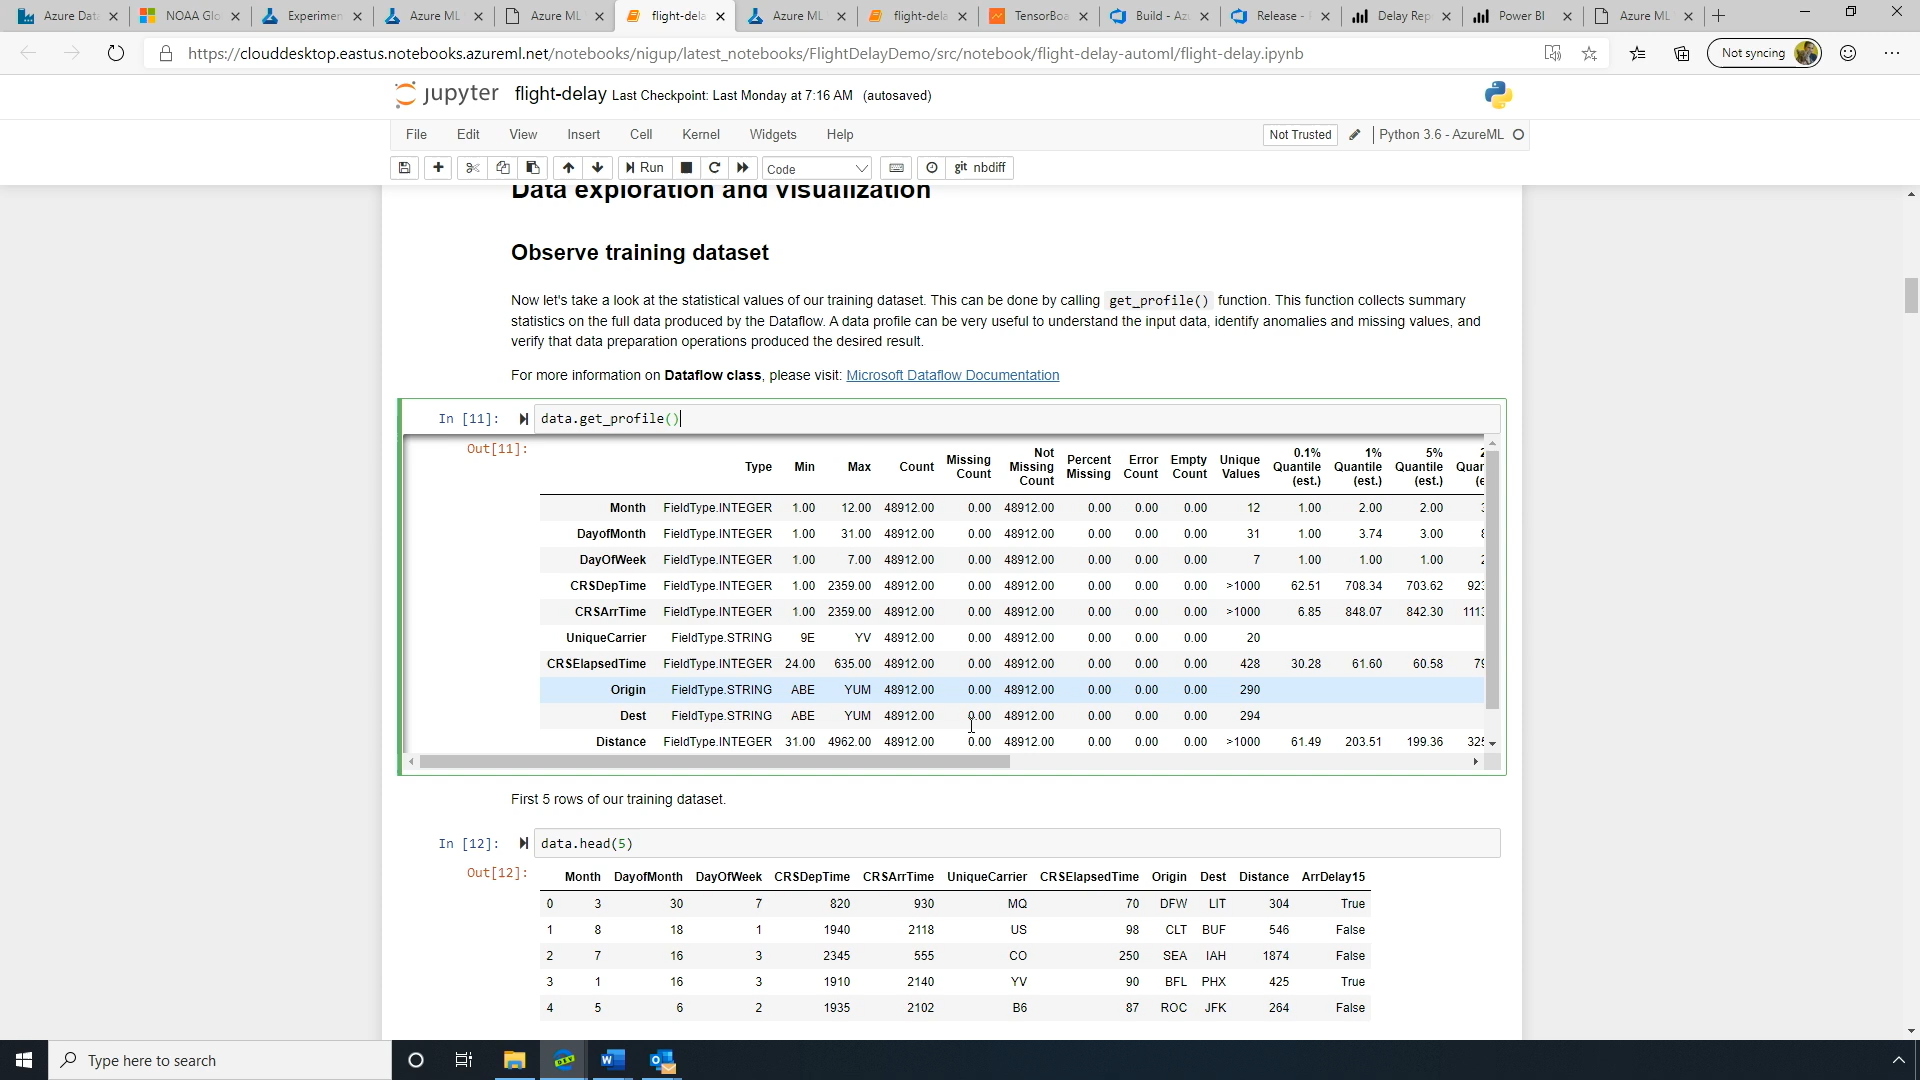 Azure Dat
NOAA Glo
Experimen
Azure ML
Azure ML
flight-dela
Azure ML
flight-dela
TensorBoa
Build - Az
Release -
Delay Rep
Power BI
Azure ML
https://clouddesktop.eastus.notebooks.azureml.net/notebooks/nigup/latest_notebooks/FlightDelayDemo/src/notebook/flight-delay-automl/flight-delay.ipynb
Not syncing
jupyter flight-delay Last Checkpoint: Last Monday at 7:16 AM (autosaved)
File Edit View Insert Cell Kernel Widgets Help
Not Trusted Python 3.6 - AzureML
Run Code git nbdiff
Data exploration and visualization
Observe training dataset
Now let's take a look at the statistical values of our training dataset. This can be done by calling get_profile() function. This function collects summary
statistics on the full data produced by the Dataflow. A data profile can be very useful to understand the input data, identify anomalies and missing values, and
verify that data preparation operations produced the desired result.
For more information on Dataflow class, please visit: Microsoft Dataflow Documentation
In [11]: data.get_profile()
Out[11]:
Type Min Max Count Missing Count Not Missing Count Percent Missing Error Count Empty Count Unique Values 0.1% Quantile (est.) 1% Quantile (est.) 5% Quantile (est.)
Month FieldType.INTEGER 1.00 12.00 48912.00 0.00 48912.00 0.00 0.00 0.00 12 1.00 2.00 2.00
DayofMonth FieldType.INTEGER 1.00 31.00 48912.00 0.00 48912.00 0.00 0.00 0.00 31 1.00 3.74 3.00
DayOfWeek FieldType.INTEGER 1.00 7.00 48912.00 0.00 48912.00 0.00 0.00 0.00 7 1.00 1.00 1.00
CRSDepTime FieldType.INTEGER 1.00 2359.00 48912.00 0.00 48912.00 0.00 0.00 0.00 >1000 62.51 708.34 703.62 923
CRSArrTime FieldType.INTEGER 1.00 2359.00 48912.00 0.00 48912.00 0.00 0.00 0.00 >1000 6.85 848.07 842.30 1113
UniqueCarrier FieldType.STRING 9E YV 48912.00 0.00 48912.00 0.00 0.00 0.00 20
CRSElapsedTime FieldType.INTEGER 24.00 635.00 48912.00 0.00 48912.00 0.00 0.00 0.00 428 30.28 61.60 60.58
Origin FieldType.STRING ABE YUM 48912.00 0.00 48912.00 0.00 0.00 0.00 290
Dest FieldType.STRING ABE YUM 48912.00 0.00 48912.00 0.00 0.00 0.00 294
Distance FieldType.INTEGER 31.00 4962.00 48912.00 0.00 48912.00 0.00 0.00 0.00 >1000 61.49 203.51 199.36 325
First 5 rows of our training dataset.
In [12]: data.head(5)
Out[12]:
Month DayofMonth DayOfWeek CRSDepTime CRSArrTime UniqueCarrier CRSElapsedTime Origin Dest Distance ArrDelay15
0 3 30 7 820 930 MQ 70 DFW LIT 304 True
1 8 18 1 1940 2118 US 98 CLT BUF 546 False
2 7 16 3 2345 555 CO 250 SEA IAH 1874 False
3 1 16 3 1910 2140 YV 90 BFL PHX 425 True
4 5 6 2 1935 2102 B6 87 ROC JFK 264 False
Type here to search